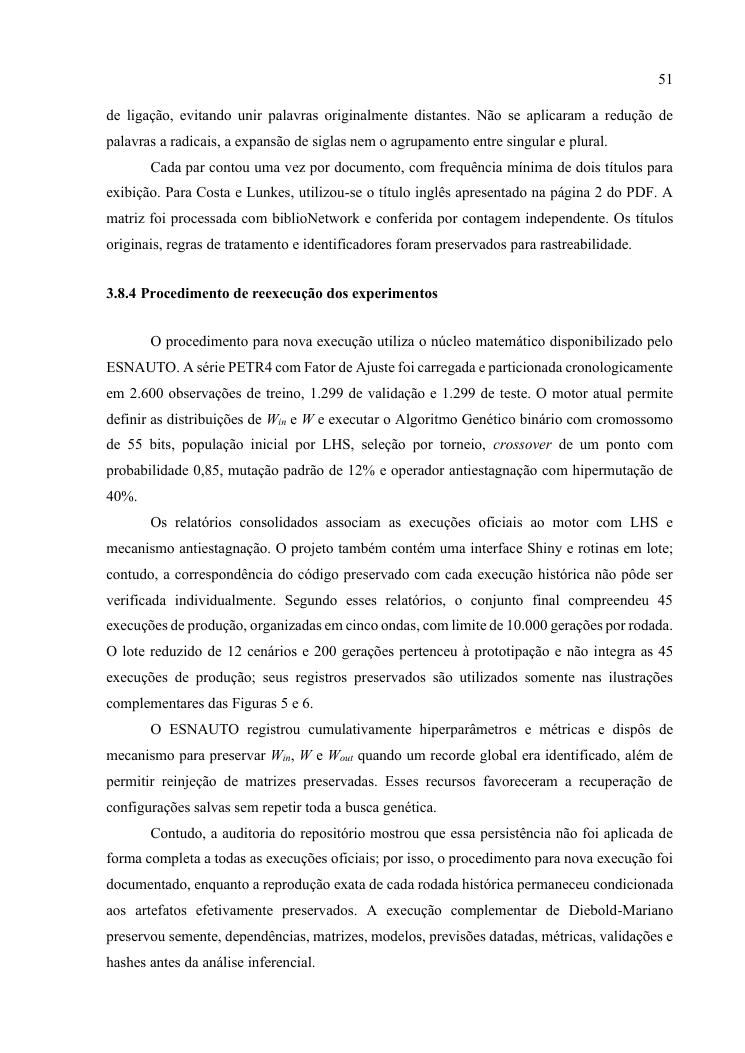 51
de ligação, evitando unir palavras originalmente distantes. Não se aplicaram a redução de
palavras a radicais, a expansão de siglas nem o agrupamento entre singular e plural.
Cada par contou uma vez por documento, com frequência mínima de dois títulos para
exibição. Para Costa e Lunkes, utilizou-se o título inglês apresentado na página 2 do PDF. A
matriz foi processada com biblioNetwork e conferida por contagem independente. Os títulos
originais, regras de tratamento e identificadores foram preservados para rastreabilidade.
3.8.4 Procedimento de reexecução dos experimentos
O procedimento para nova execução utiliza o núcleo matemático disponibilizado pelo
ESNAUTO. A série PETR4 com Fator de Ajuste foi carregada e particionada cronologicamente
em 2.600 observações de treino, 1.299 de validação e 1.299 de teste. O motor atual permite
definir as distribuições de Win e W e executar o Algoritmo Genético binário com cromossomo
de 55 bits, população inicial por LHS, seleção por torneio, crossover de um ponto com
probabilidade 0,85, mutação padrão de 12% e operador antiestagnação com hipermutação de
40%.
Os relatórios consolidados associam as execuções oficiais ao motor com LHS e
mecanismo antiestagnação. O projeto também contém uma interface Shiny e rotinas em lote;
contudo, a correspondência do código preservado com cada execução histórica não pôde ser
verificada individualmente. Segundo esses relatórios, o conjunto final compreendeu 45
execuções de produção, organizadas em cinco ondas, com limite de 10.000 gerações por rodada.
O lote reduzido de 12 cenários e 200 gerações pertenceu à prototipação e não integra as 45
execuções de produção; seus registros preservados são utilizados somente nas ilustrações
complementares das Figuras 5 e 6.
O ESNAUTO registrou cumulativamente hiperparâmetros e métricas e dispôs de
mecanismo para preservar Win, W e Wout quando um recorde global era identificado, além de
permitir reinjeção de matrizes preservadas. Esses recursos favoreceram a recuperação de
configurações salvas sem repetir toda a busca genética.
Contudo, a auditoria do repositório mostrou que essa persistência não foi aplicada de
forma completa a todas as execuções oficiais; por isso, o procedimento para nova execução foi
documentado, enquanto a reprodução exata de cada rodada histórica permaneceu condicionada
aos artefatos efetivamente preservados. A execução complementar de Diebold-Mariano
preservou semente, dependências, matrizes, modelos, previsões datadas, métricas, validações e
hashes antes da análise inferencial.